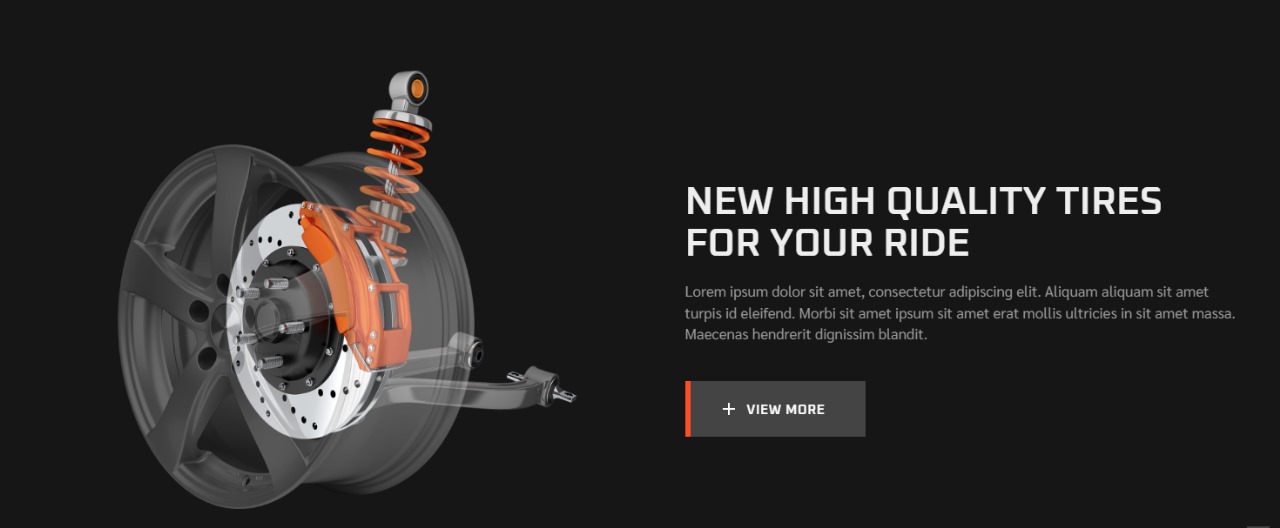 NEW HIGH QUALITY TIRES
FOR YOUR RIDE
Lorem ipsum dolor sit amet, consectetur adipiscing elit. Aliquam aliquam sit amet
turpis id eleifend. Morbi sit amet ipsum sit amet erat mollis ultricies in sit amet massa.
Maecenas hendrerit dignissim blandit.
+ VIEW MORE